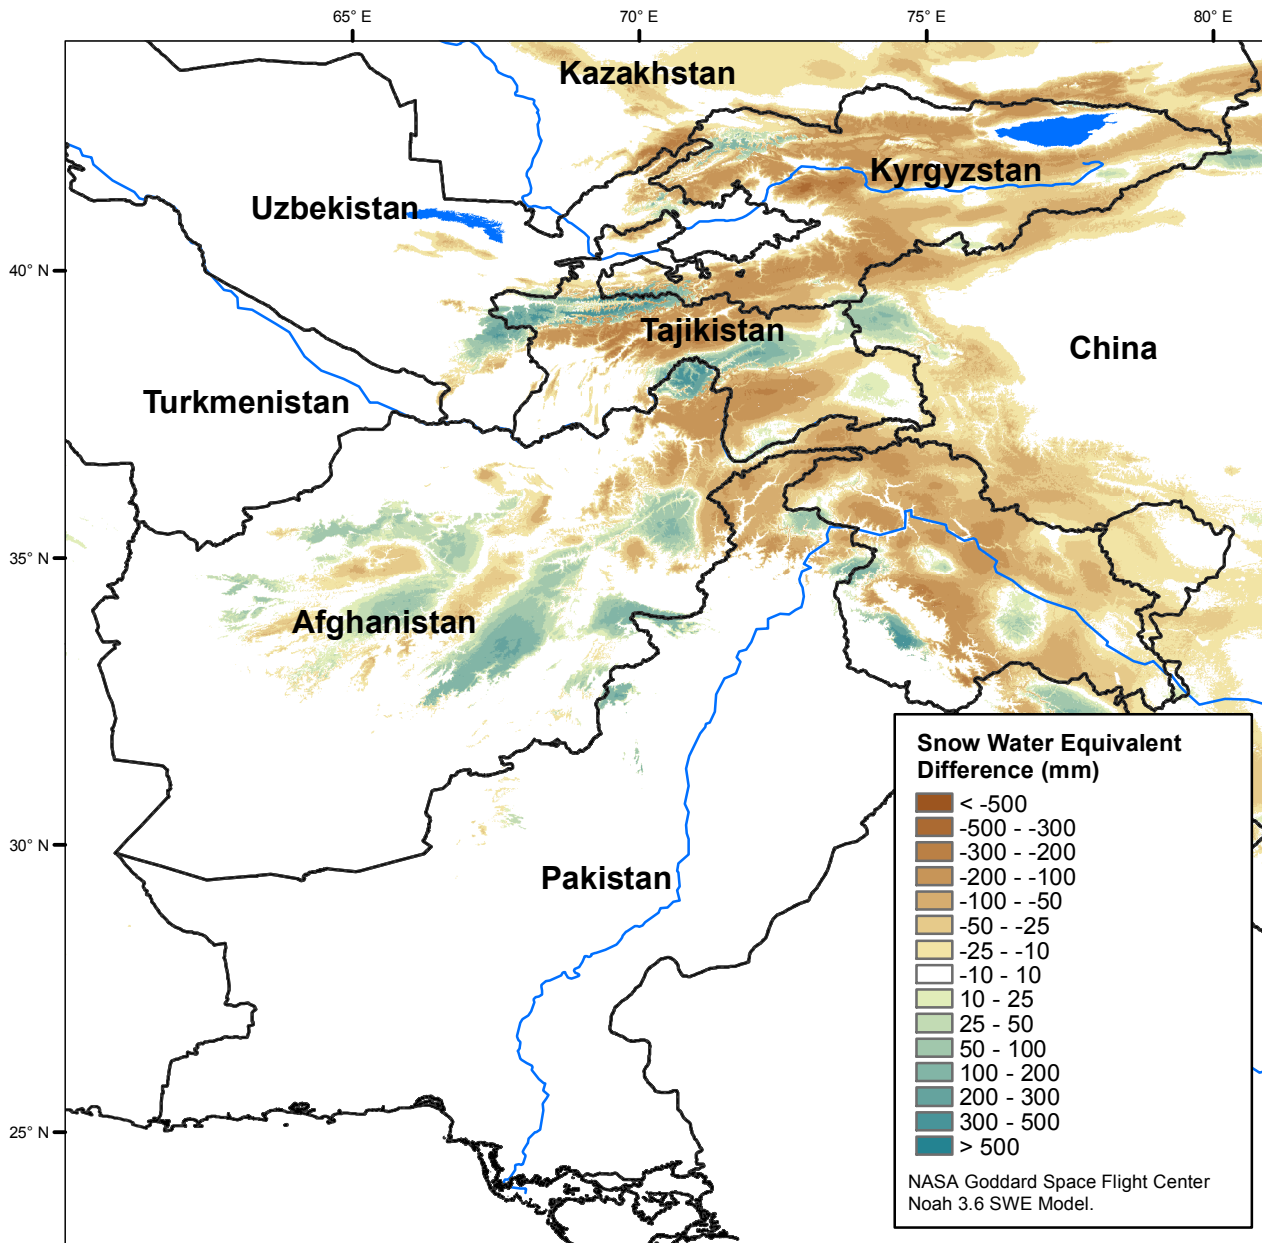 65° E
70° E
75° E
80° E
Kazakhstan
Kyrgyzstan
Uzbekistan
40° N
Tajikistan
China
Turkmenistan
35° N
Afghanistan
Snow Water Equivalent
Difference (mm)
< -500
-500 - -300
-300 - -200
-200 - -100
-100 - -50
-50 - -25
-25 - -10
-10 - 10
10 - 25
25 - 50
50 - 100
100 - 200
200 - 300
300 - 500
> 500
30° N
Pakistan
25° N
NASA Goddard Space Flight Center
Noah 3.6 SWE Model.